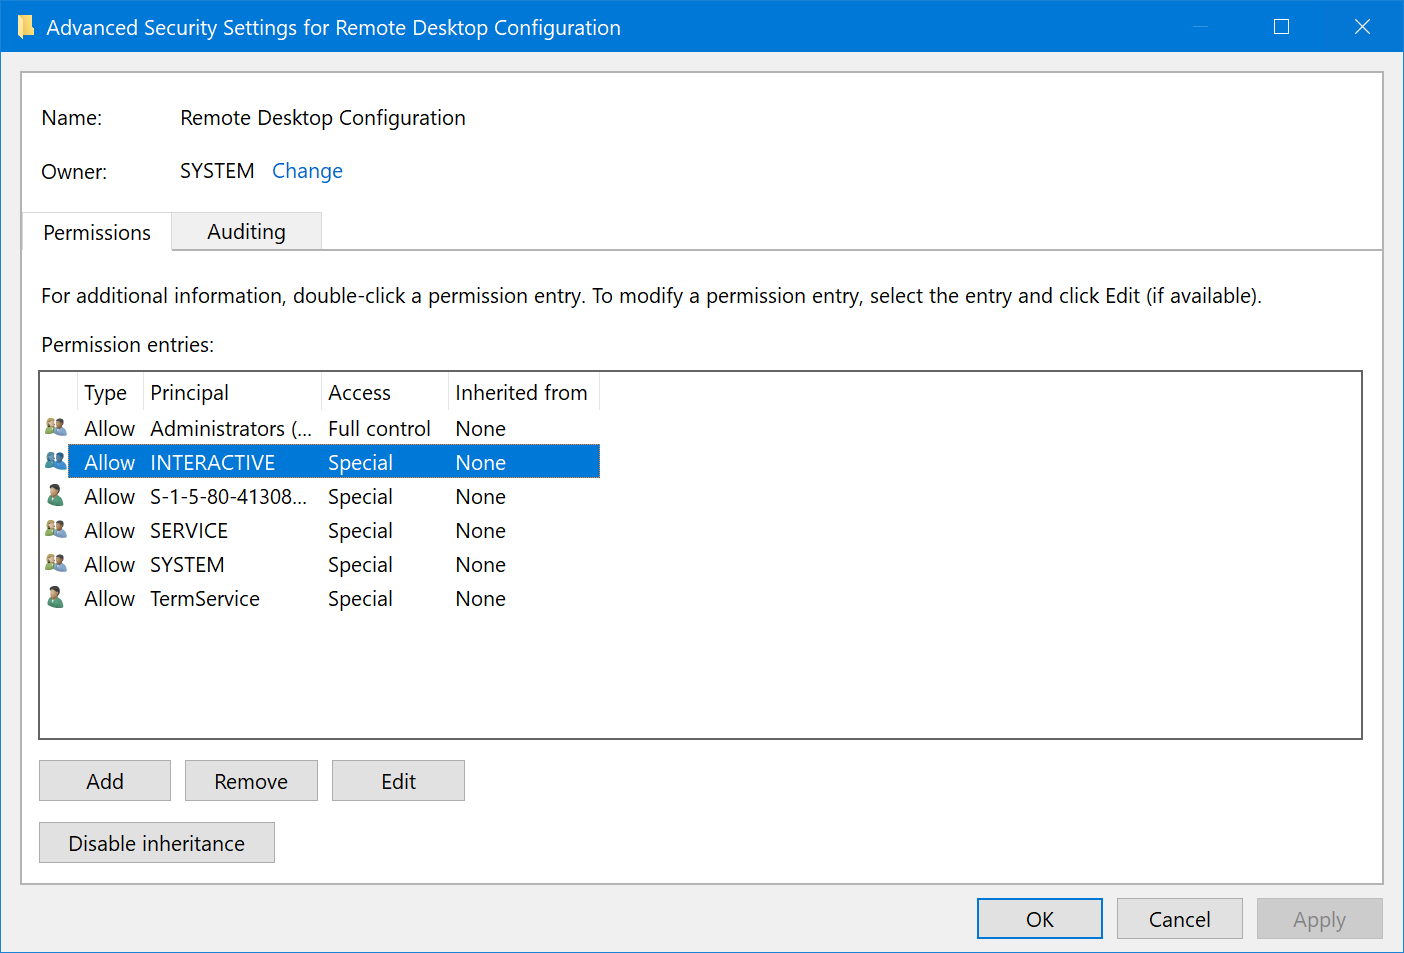 Advanced Security Settings for Remote Desktop Configuration
Name: Remote Desktop Configuration
Owner: SYSTEM Change
Permissions Auditing
For additional information, double-click a permission entry. To modify a permission entry, select the entry and click Edit (if available).
Permission entries:
Type Principal Access Inherited from
Allow Administrators (... Full control None
Allow INTERACTIVE Special None
Allow S-1-5-80-41308... Special None
Allow SERVICE Special None
Allow SYSTEM Special None
Allow TermService Special None
Add Remove Edit
Disable inheritance
OK Cancel Apply